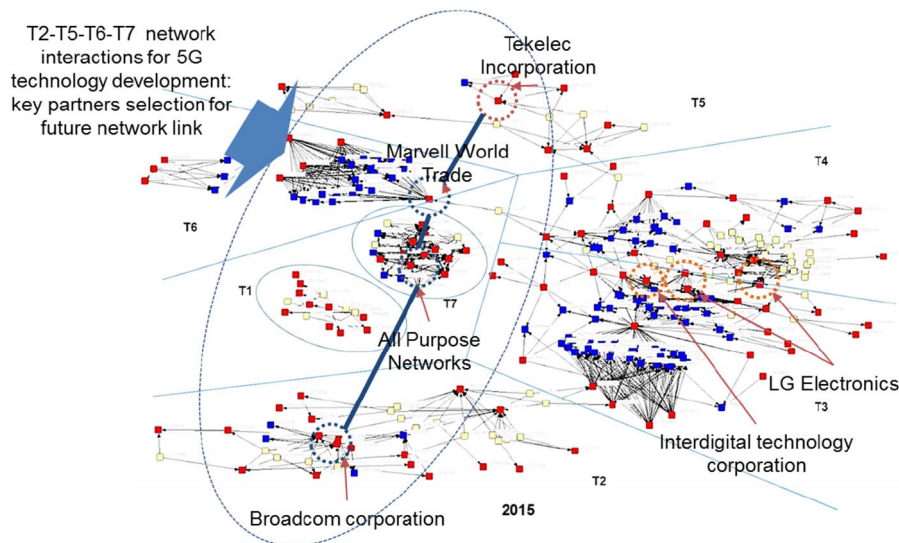 T2-T5-T6-T7 network
interactions for 5G
technology development:
key partners selection for
future network link
Tekelec
Incorporation
T5
T4
Marvell World
Trade
T6
T1
T7
All Purpose
Networks
LG Electronics
T3
Interdigital technology
corporation
T2
2015
Broadcom corporation